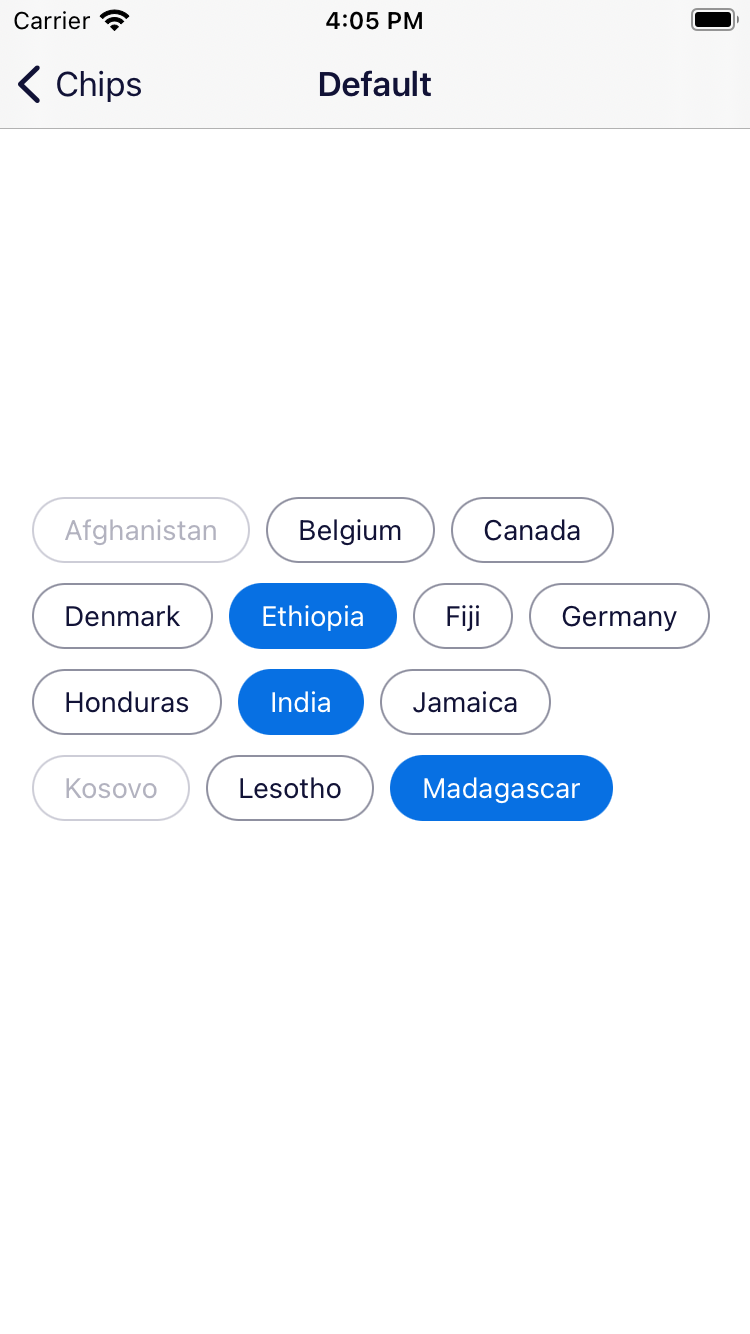 Carrier 4:05 PM
Chips Default
Afghanistan Belgium Canada
Denmark Ethiopia Fiji Germany
Honduras India Jamaica
Kosovo Lesotho Madagascar